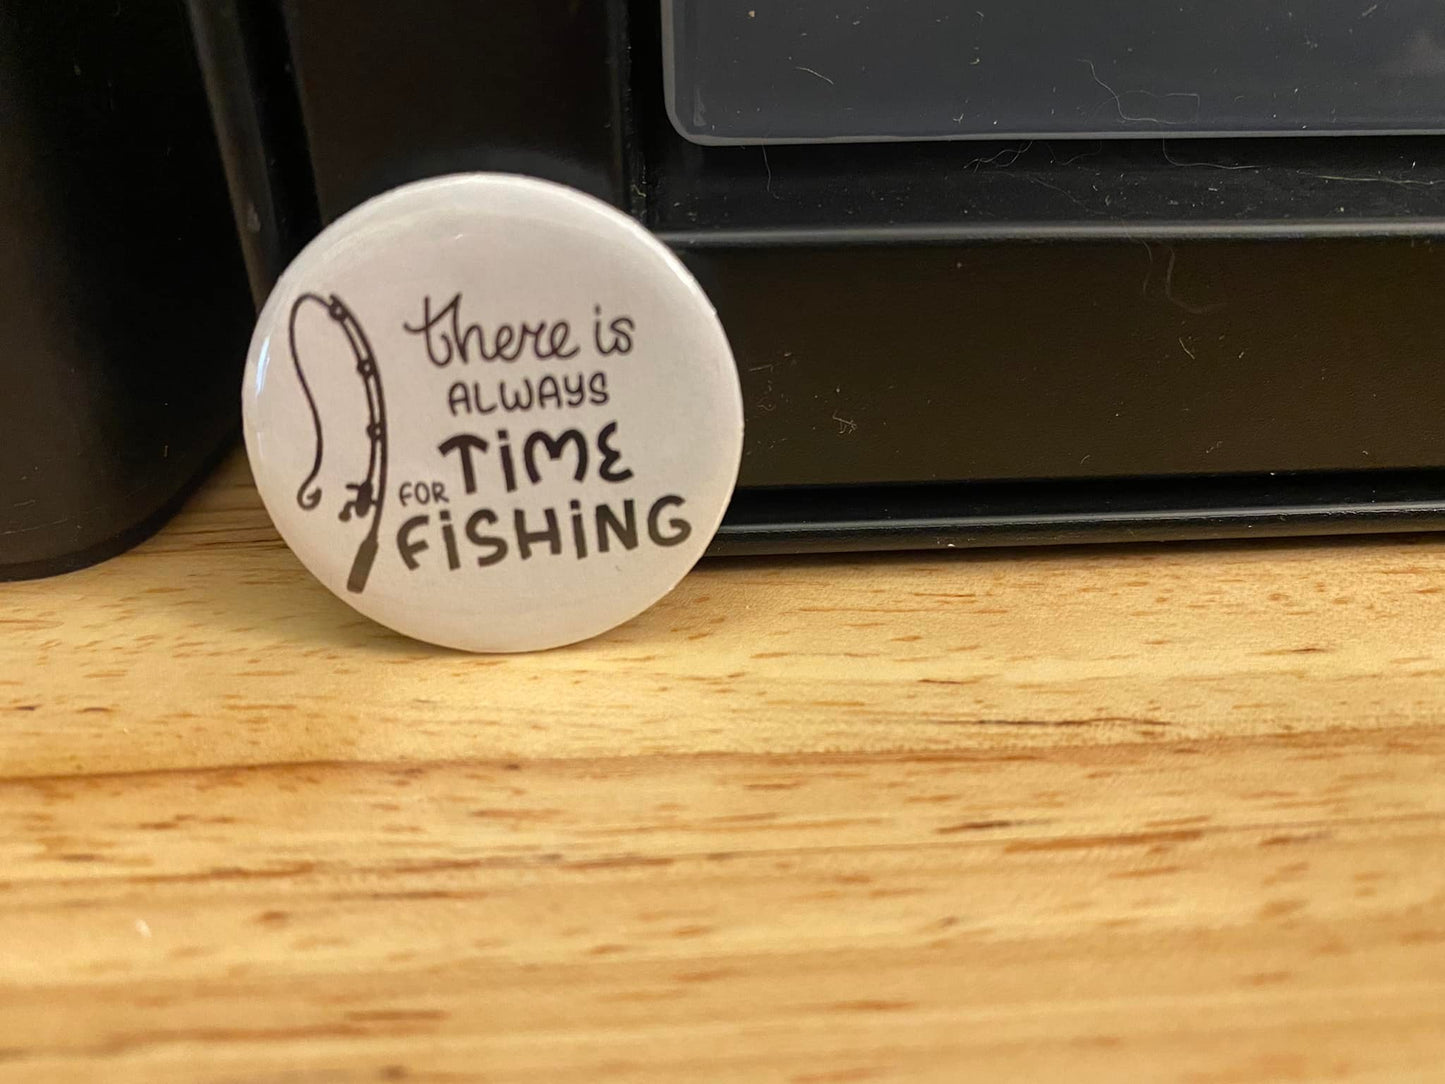 there is
ALWAYS
TiME
FOR
FiSHiNG